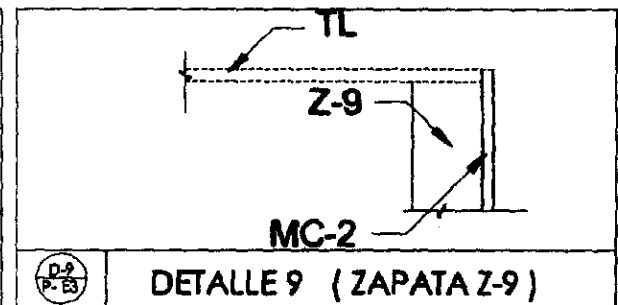 TL
Z-9
MC-2
D-9
P-E3
DETALLE 9 (ZAPATA Z-9)